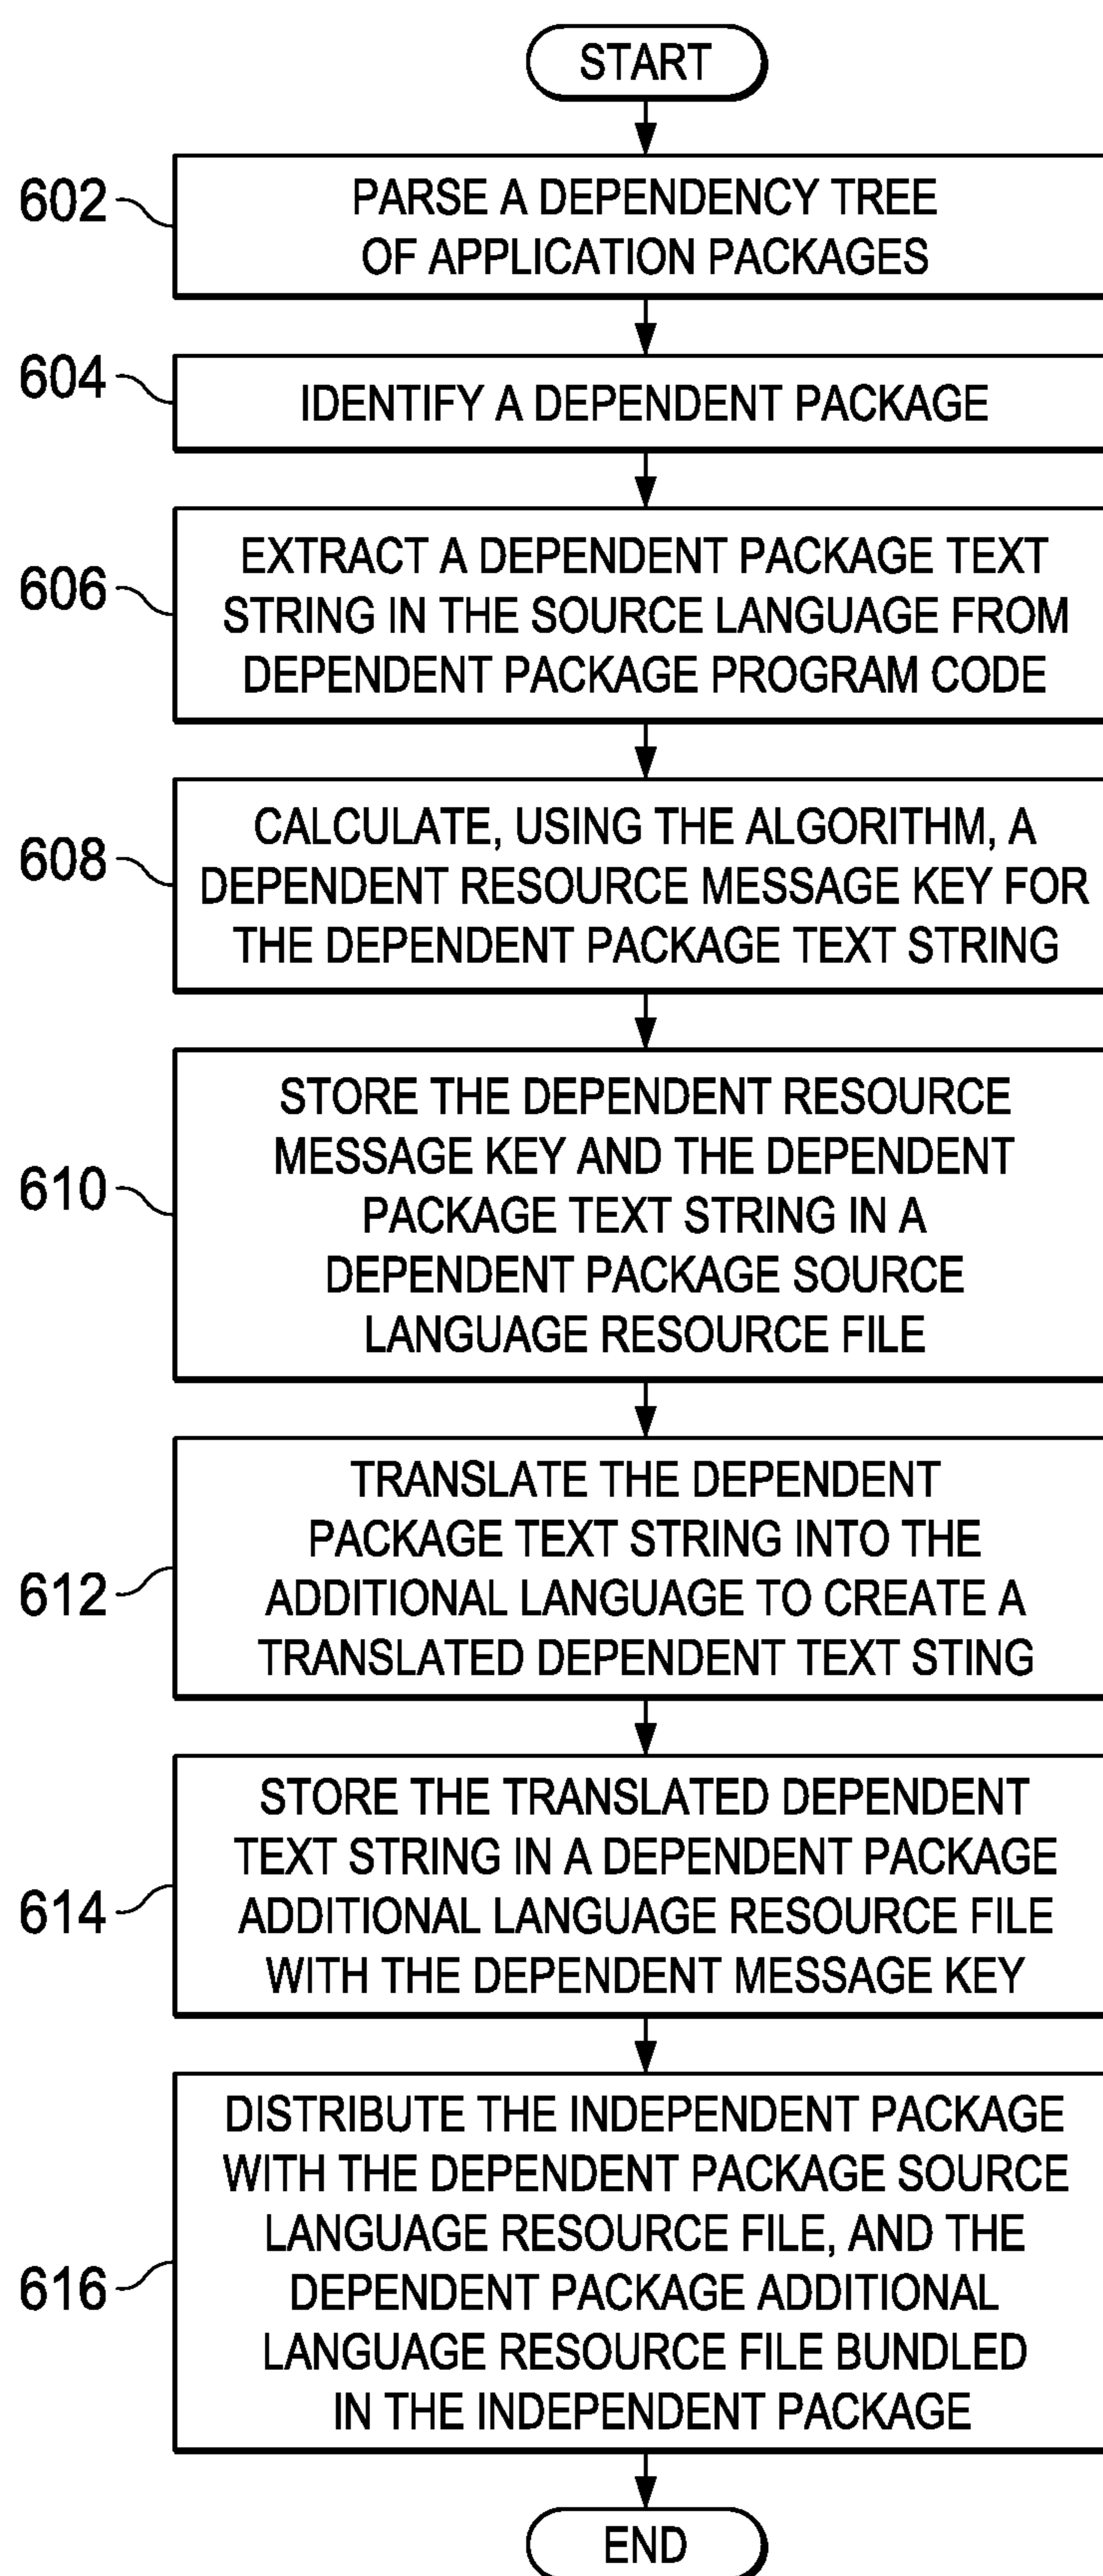 START
602
PARSE A DEPENDENCY TREE
OF APPLICATION PACKAGES
604
IDENTIFY A DEPENDENT PACKAGE
606
EXTRACT A DEPENDENT PACKAGE TEXT
STRING IN THE SOURCE LANGUAGE FROM
DEPENDENT PACKAGE PROGRAM CODE
608
CALCULATE, USING THE ALGORITHM, A
DEPENDENT RESOURCE MESSAGE KEY FOR
THE DEPENDENT PACKAGE TEXT STRING
610
STORE THE DEPENDENT RESOURCE
MESSAGE KEY AND THE DEPENDENT
PACKAGE TEXT STRING IN A
DEPENDENT PACKAGE SOURCE
LANGUAGE RESOURCE FILE
612
TRANSLATE THE DEPENDENT
PACKAGE TEXT STRING INTO THE
ADDITIONAL LANGUAGE TO CREATE A
TRANSLATED DEPENDENT TEXT STING
614
STORE THE TRANSLATED DEPENDENT
TEXT STRING IN A DEPENDENT PACKAGE
ADDITIONAL LANGUAGE RESOURCE FILE
WITH THE DEPENDENT MESSAGE KEY
616
DISTRIBUTE THE INDEPENDENT PACKAGE
WITH THE DEPENDENT PACKAGE SOURCE
LANGUAGE RESOURCE FILE, AND THE
DEPENDENT PACKAGE ADDITIONAL
LANGUAGE RESOURCE FILE BUNDLED
IN THE INDEPENDENT PACKAGE
END